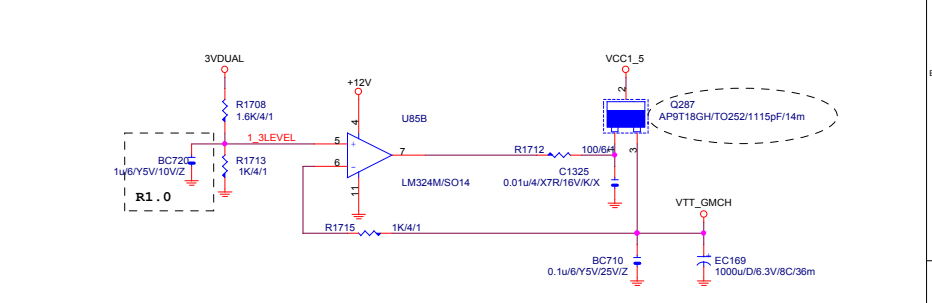 3VDUAL
VCC1_5
+12V
2
Q287
AP9T18GH/TO252/1115pF/14m
R1708
1.6K/4/1
4
U85B
1_3LEVEL
5
+
7
R1712
100/6/1
3
BC720
1u/6/Y5V/10V/Z
R1713
1K/4/1
6
-
C1325
0.01u/4/X7R/16V/K/X
R1.0
11
LM324M/SO14
VTT_GMCH
R1715
1K/4/1
BC710
0.1u/6/Y5V/25V/Z
+
EC169
1000u/D/6.3V/8C/36m